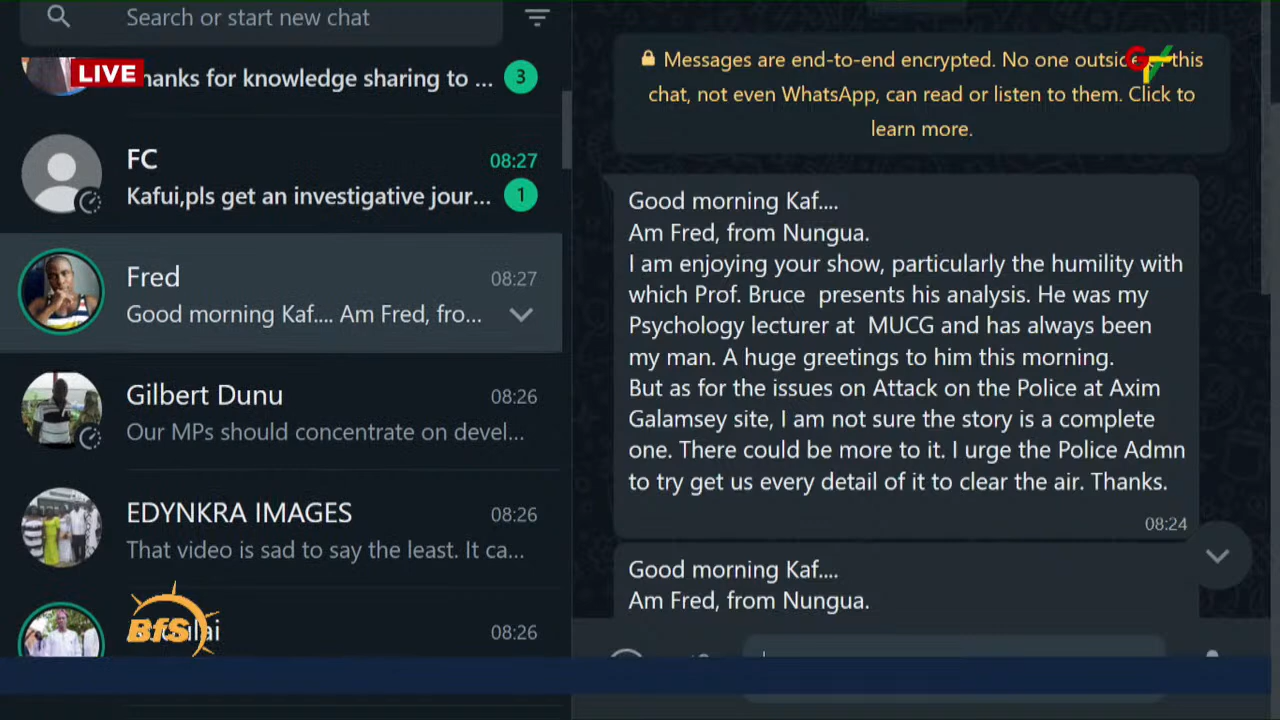 Search or start new chat
LIVE
hanks for knowledge sharing to ...
3
FC
08:27
Kafui,pls get an investigative jour...
1
Fred
08:27
Good morning Kaf.... Am Fred, fro...
Gilbert Dunu
08:26
Our MPs should concentrate on devel...
EDYNKRA IMAGES
08:26
That video is sad to say the least. It ca...
BfS
08:26
Messages are end-to-end encrypted. No one outside of this
chat, not even WhatsApp, can read or listen to them. Click to
learn more.
Good morning Kaf....
Am Fred, from Nungua.
I am enjoying your show, particularly the humility with
which Prof. Bruce presents his analysis. He was my
Psychology lecturer at MUCG and has always been
my man. A huge greetings to him this morning.
But as for the issues on Attack on the Police at Axim
Galamsey site, I am not sure the story is a complete
one. There could be more to it. I urge the Police Admn
to try get us every detail of it to clear the air. Thanks.
08:24
Good morning Kaf....
Am Fred, from Nungua.